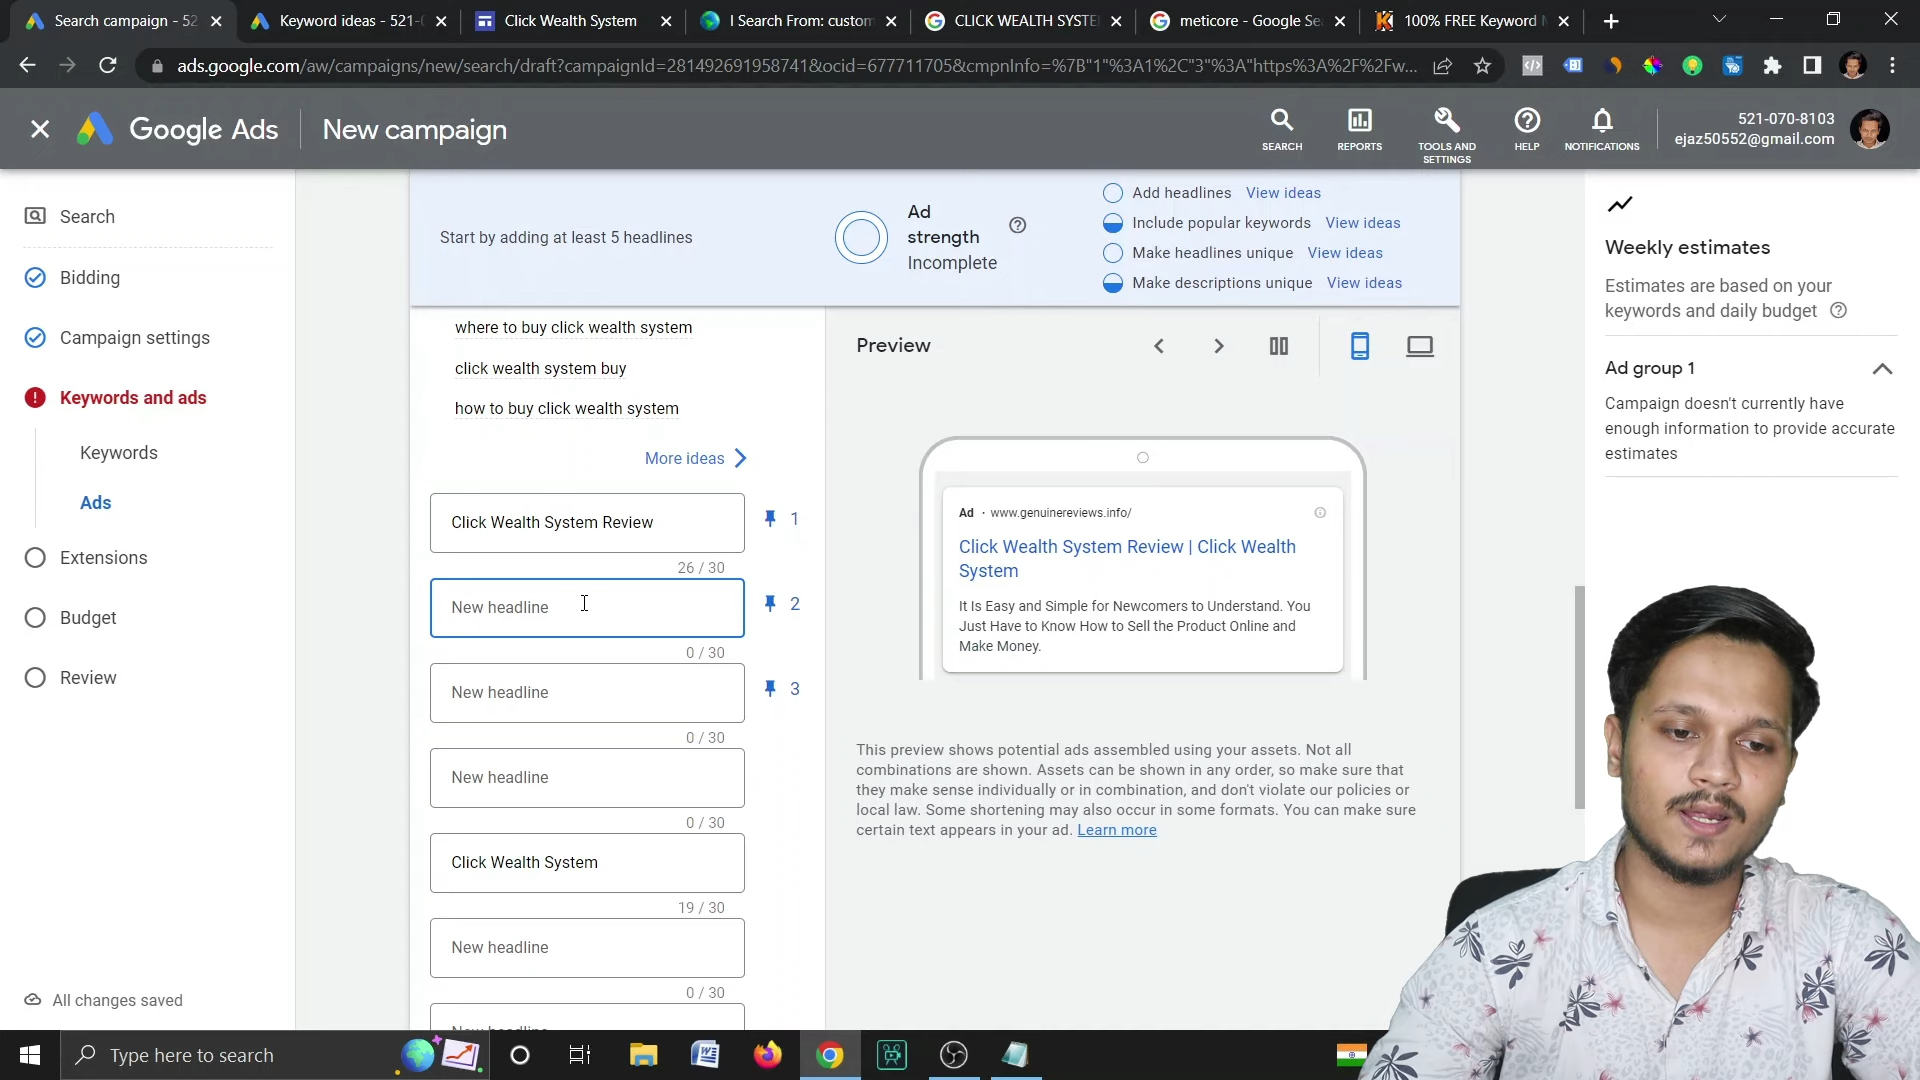 Search campaign - 52
Keyword ideas - 521-
Click Wealth System
I Search From: custom
CLICK WEALTH SYSTE
meticore - Google Se
100% FREE Keyword
ads.google.com/aw/campaigns/new/search/draft?campaignId=281492691958741&ocid=677711705&cmpnInfo=%7B"1"%3A1%2C"3"%3A"https%3A%2F%2Fw...
Google Ads
New campaign
SEARCH
REPORTS
TOOLS AND
SETTINGS
HELP
NOTIFICATIONS
521-070-8103
ejaz50552@gmail.com
Search
Bidding
Campaign settings
Keywords and ads
Keywords
Ads
Extensions
Budget
Review
All changes saved
Start by adding at least 5 headlines
Ad
strength
Incomplete
Add headlines View ideas
Include popular keywords View ideas
Make headlines unique View ideas
Make descriptions unique View ideas
where to buy click wealth system
click wealth system buy
how to buy click wealth system
More ideas
Click Wealth System Review
1
26 / 30
New headline
2
0 / 30
New headline
3
0 / 30
New headline
0 / 30
Click Wealth System
19 / 30
New headline
0 / 30
Preview
Ad · www.genuinereviews.info/
Click Wealth System Review | Click Wealth
System
It Is Easy and Simple for Newcomers to Understand. You
Just Have to Know How to Sell the Product Online and
Make Money.
This preview shows potential ads assembled using your assets. Not all
combinations are shown. Assets can be shown in any order, so make sure that
they make sense individually or in combination, and don't violate our policies or
local law. Some shortening may also occur in some formats. You can make sure
certain text appears in your ad. Learn more
Weekly estimates
Estimates are based on your
keywords and daily budget
Ad group 1
Campaign doesn't currently have
enough information to provide accurate
estimates
Type here to search